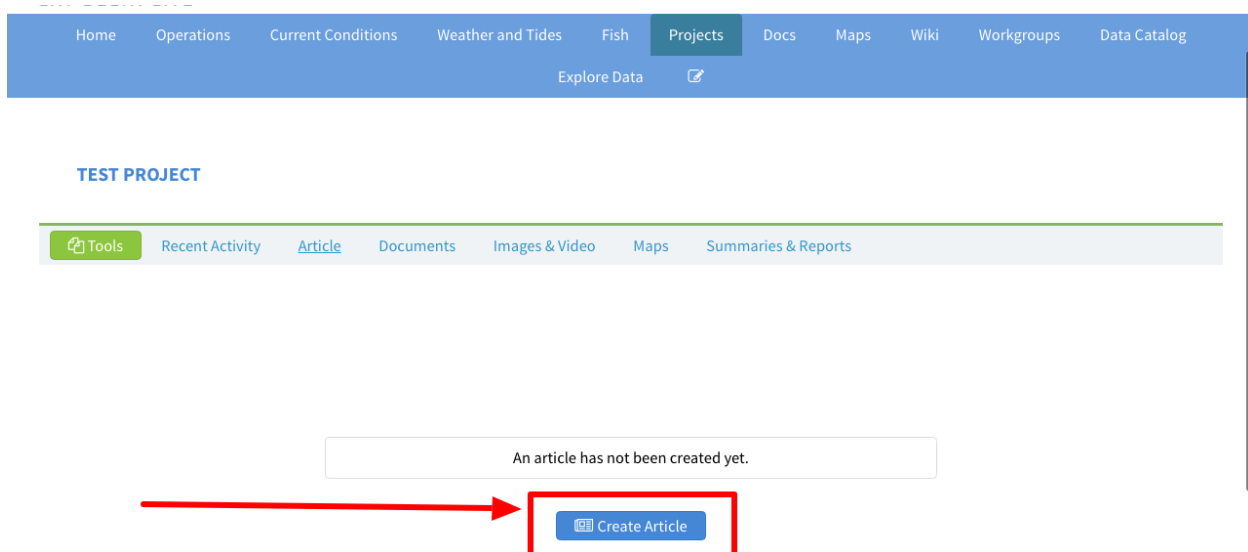 Home Operations Current Conditions Weather and Tides Fish Projects Docs Maps Wiki Workgroups Data Catalog
Explore Data
TEST PROJECT
Tools Recent Activity Article Documents Images & Video Maps Summaries & Reports
An article has not been created yet.
Create Article